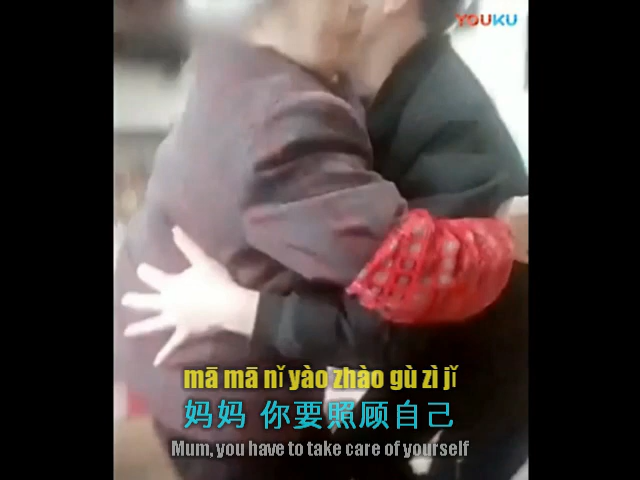 YOUKU
mā mā nǐ yào zhào gù zì jǐ
妈妈 你要照顾自己
Mum, you have to take care of yourself